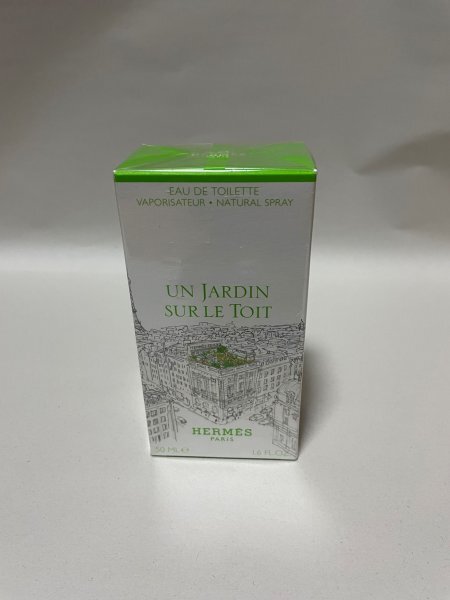 EAU DE TOILETTE
VAPORISATEUR • NATURAL SPRAY
UN JARDIN
SUR LE TOIT
HERMÈS
PARIS
50 ML ℮
1.6 FL.OZ